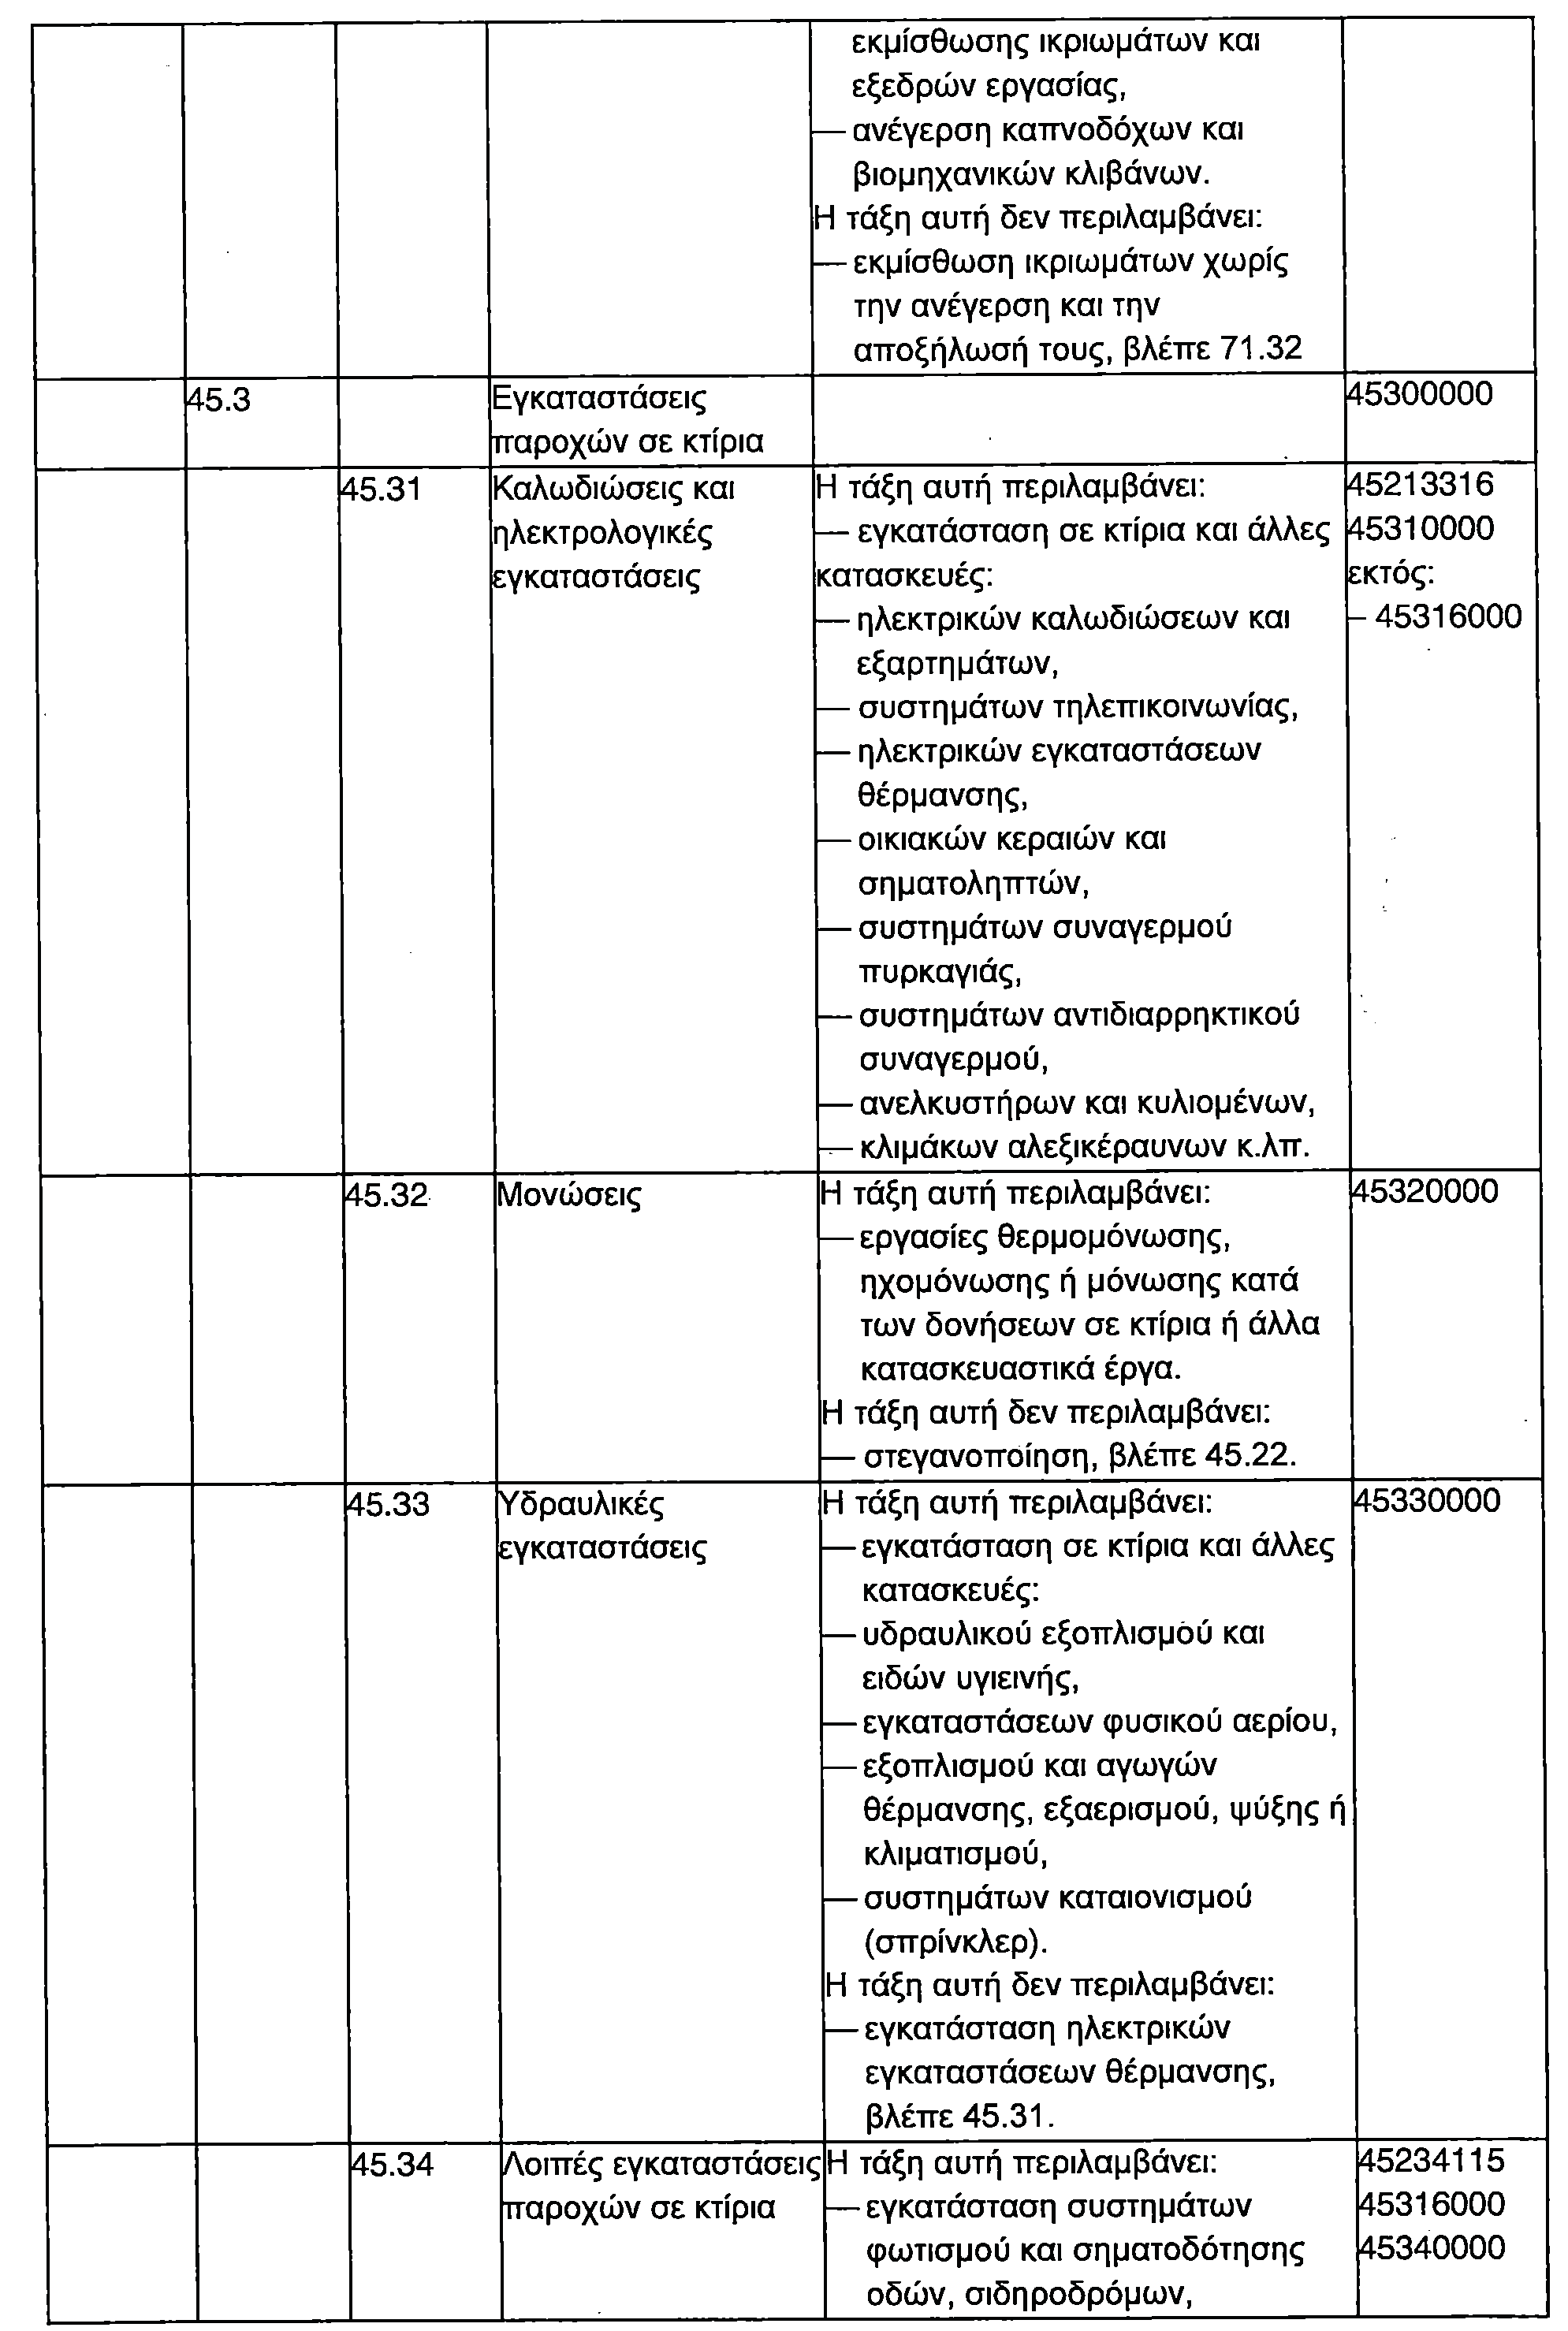 εκμίσθωσης ικριωμάτων και
εξεδρών εργασίας,
— ανέγερση καπνοδόχων και
βιομηχανικών κλιβάνων.
Η τάξη αυτή δεν περιλαμβάνει:
— εκμίσθωση ικριωμάτων χωρίς
την ανέγερση και την
αποξήλωσή τους, βλέπε 71.32
45.3
Εγκαταστάσεις
παροχών σε κτίρια
45300000
45.31
Καλωδιώσεις και
ηλεκτρολογικές
εγκαταστάσεις
Η τάξη αυτή περιλαμβάνει:
— εγκατάσταση σε κτίρια και άλλες
κατασκευές:
— ηλεκτρικών καλωδιώσεων και
εξαρτημάτων,
— συστημάτων τηλεπικοινωνίας,
— ηλεκτρικών εγκαταστάσεων
θέρμανσης,
— οικιακών κεραιών και
σηματοληπτών,
— συστημάτων συναγερμού
πυρκαγιάς,
— συστημάτων αντιδιαρρηκτικού
συναγερμού,
— ανελκυστήρων και κυλιομένων,
— κλιμάκων αλεξικέραυνων κ.λπ.
45213316
45310000
εκτός:
– 45316000
45.32
Μονώσεις
Η τάξη αυτή περιλαμβάνει:
— εργασίες θερμομόνωσης,
ηχομόνωσης ή μόνωσης κατά
των δονήσεων σε κτίρια ή άλλα
κατασκευαστικά έργα.
Η τάξη αυτή δεν περιλαμβάνει:
— στεγανοποίηση, βλέπε 45.22.
45320000
45.33
Υδραυλικές
εγκαταστάσεις
Η τάξη αυτή περιλαμβάνει:
— εγκατάσταση σε κτίρια και άλλες
κατασκευές:
— υδραυλικού εξοπλισμού και
ειδών υγιεινής,
— εγκαταστάσεων φυσικού αερίου,
— εξοπλισμού και αγωγών
θέρμανσης, εξαερισμού, ψύξης ή
κλιματισμού,
— συστημάτων καταιονισμού
(σπρίνκλερ).
Η τάξη αυτή δεν περιλαμβάνει:
— εγκατάσταση ηλεκτρικών
εγκαταστάσεων θέρμανσης,
βλέπε 45.31.
45330000
45.34
Λοιπές εγκαταστάσεις
παροχών σε κτίρια
Η τάξη αυτή περιλαμβάνει:
— εγκατάσταση συστημάτων
φωτισμού και σηματοδότησης
οδών, σιδηροδρόμων,
45234115
45316000
45340000